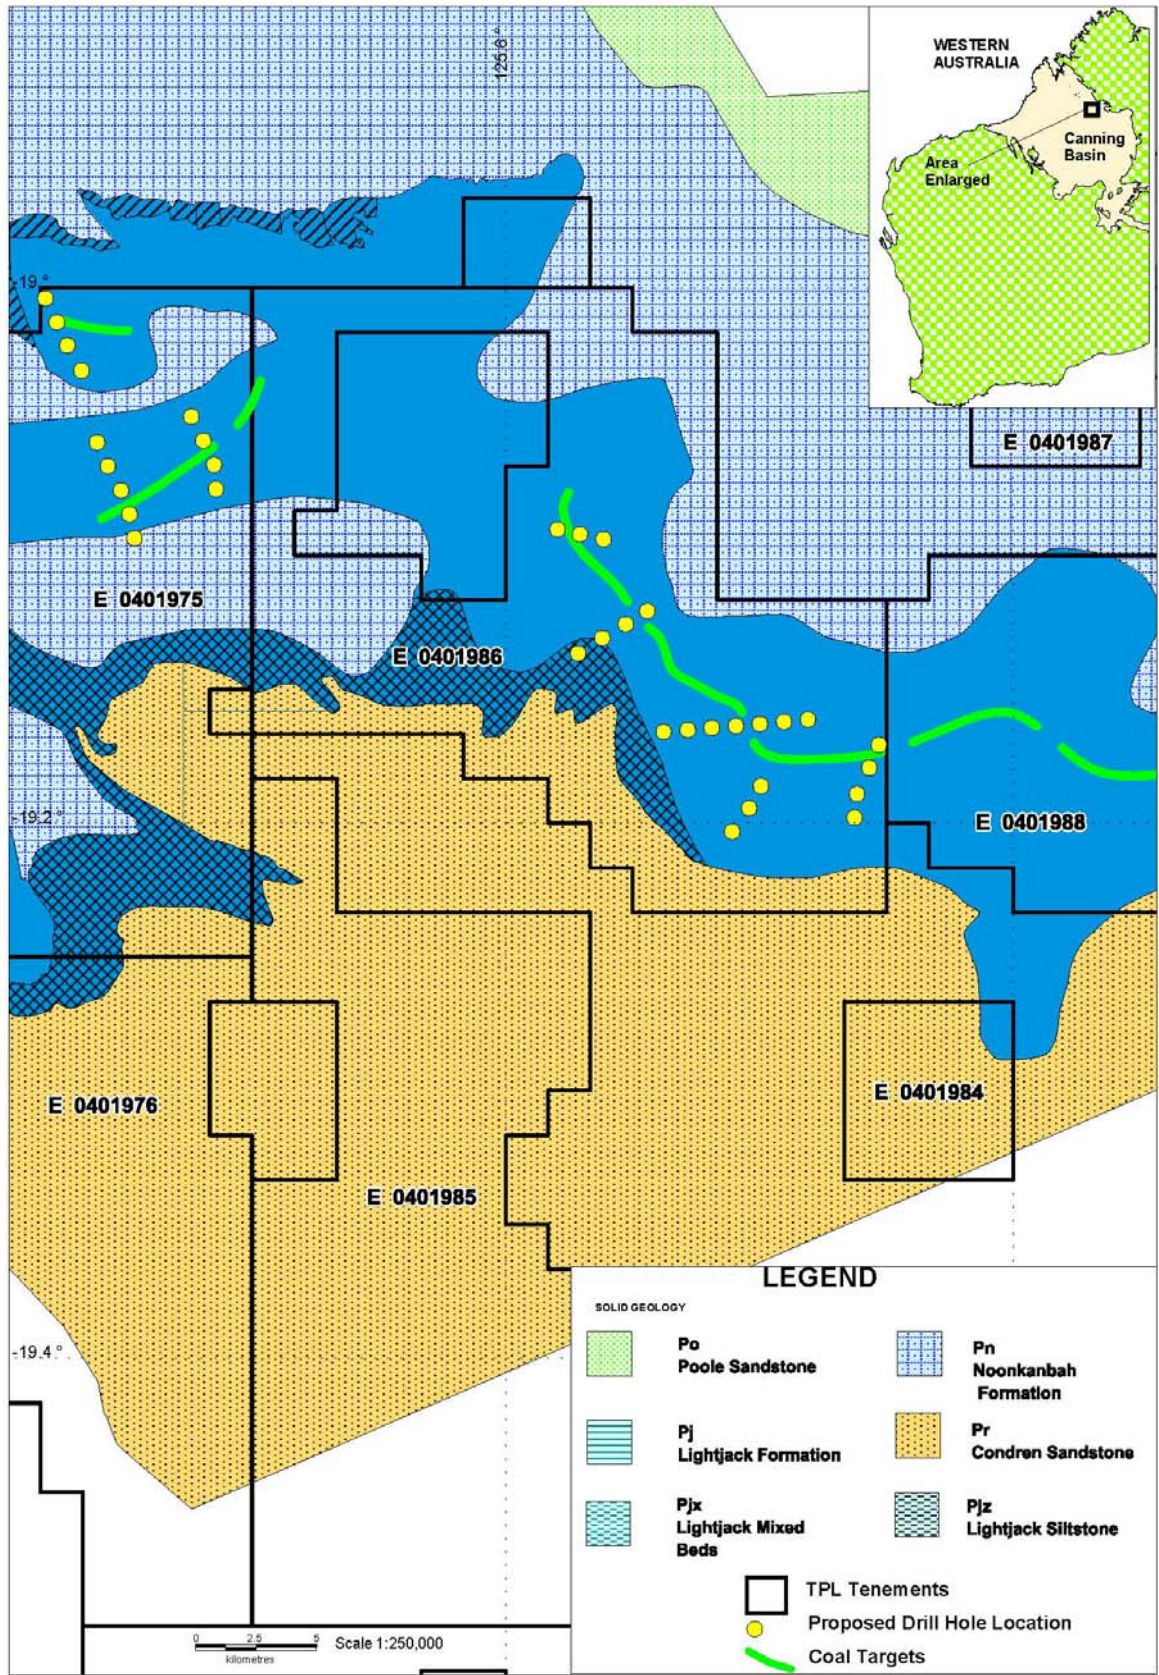 125.6°
WESTERN
AUSTRALIA
Canning
Basin
Area
Enlarged
-19.°
E 0401987
E 0401975
E 0401986
-19.2°
E 0401988
E 0401976
E 0401984
E 0401985
-19.4°
LEGEND
SOLID GEOLOGY
Po
Poole Sandstone
Pn
Noonkanbah
Formation
Pj
Lightjack Formation
Pr
Condren Sandstone
Pjx
Lightjack Mixed
Beds
Pjz
Lightjack Siltstone
TPL Tenements
Proposed Drill Hole Location
Coal Targets
0 2.5 5
kilometres
Scale 1:250,000